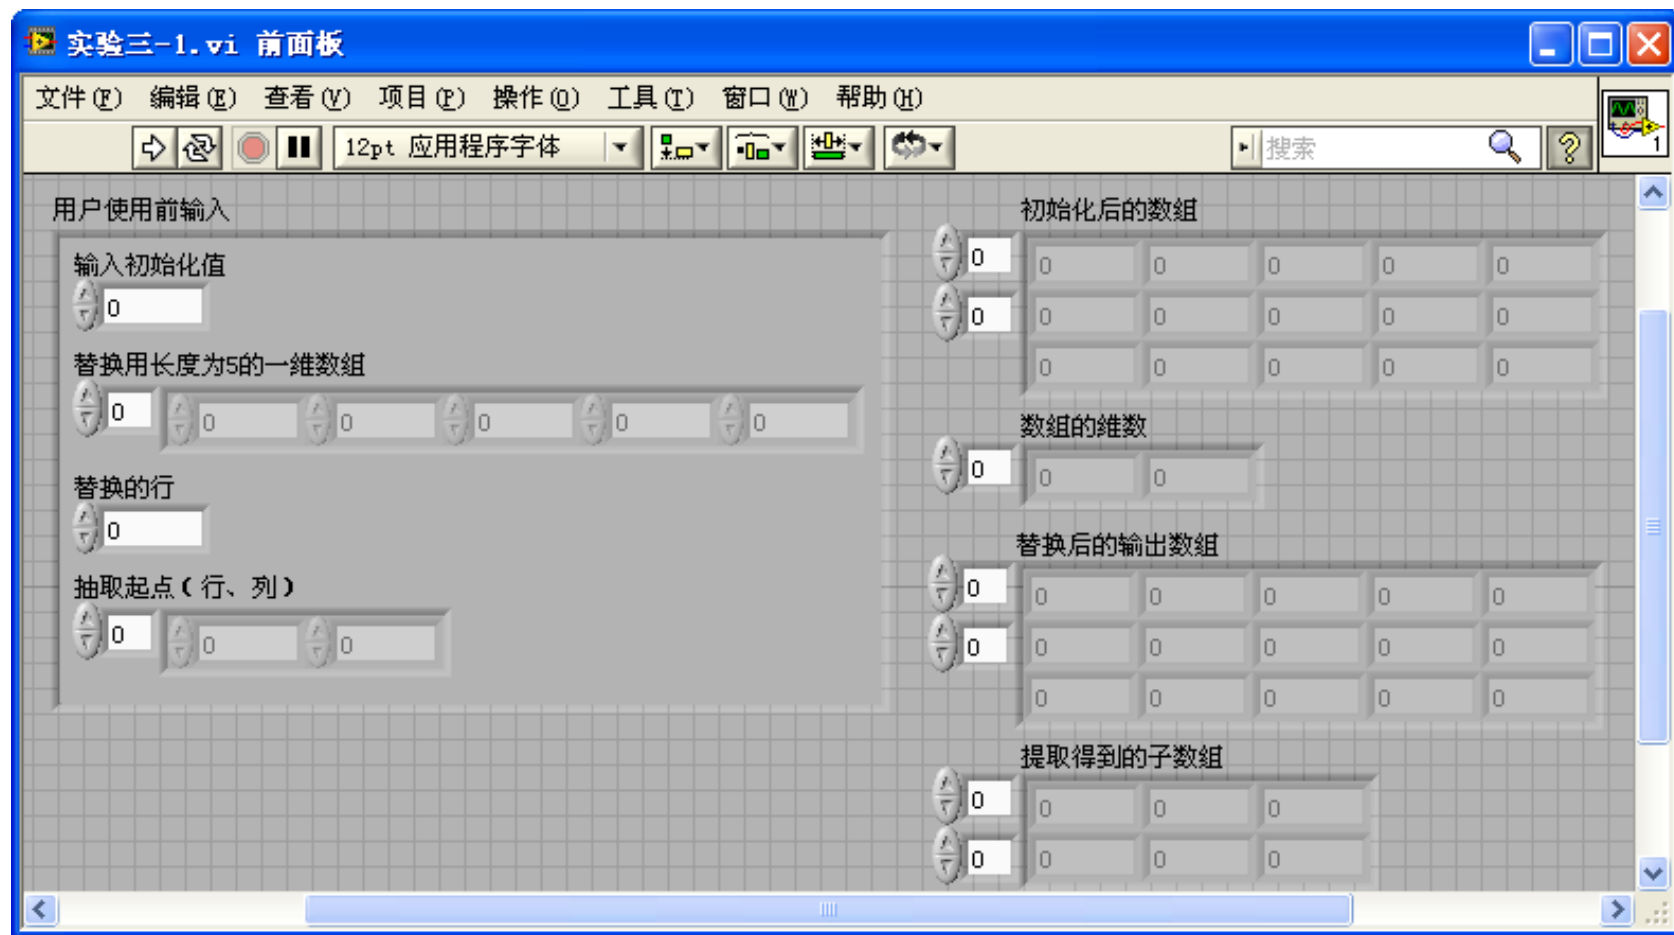 实验三-1.vi 前面板
文件(F) 编辑(E) 查看(V) 项目(P) 操作(O) 工具(T) 窗口(W) 帮助(H)
12pt 应用程序字体
搜索
?
1
用户使用前输入
输入初始化值
0
替换用长度为5的一维数组
0 0 0 0 0 0
替换的行
0
抽取起点(行、列)
0 0 0
初始化后的数组
0 0 0 0 0 0
0 0 0 0 0 0
0 0 0 0 0
数组的维数
0 0 0
替换后的输出数组
0 0 0 0 0 0
0 0 0 0 0 0
0 0 0 0 0
提取得到的子数组
0 0 0 0
0 0 0 0